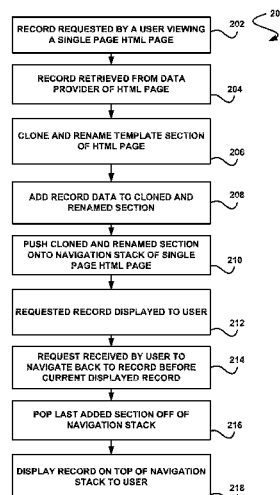 20
RECORD REQUESTED BY A USER VIEWING
A SINGLE PAGE HTML PAGE
202
RECORD RETRIEVED FROM DATA
PROVIDER OF HTML PAGE
204
CLONE AND RENAME TEMPLATE SECTION
OF HTML PAGE
206
ADD RECORD DATA TO CLONED AND
RENAMED SECTION
208
PUSH CLONED AND RENAMED SECTION
ONTO NAVIGATION STACK OF SINGLE
PAGE HTML PAGE
210
REQUESTED RECORD DISPLAYED TO USER
212
REQUEST RECEIVED BY USER TO
NAVIGATE BACK TO RECORD BEFORE
CURRENT DISPLAYED RECORD
214
POP LAST ADDED SECTION OFF OF
NAVIGATION STACK
216
DISPLAY RECORD ON TOP OF NAVIGATION
STACK TO USER
218